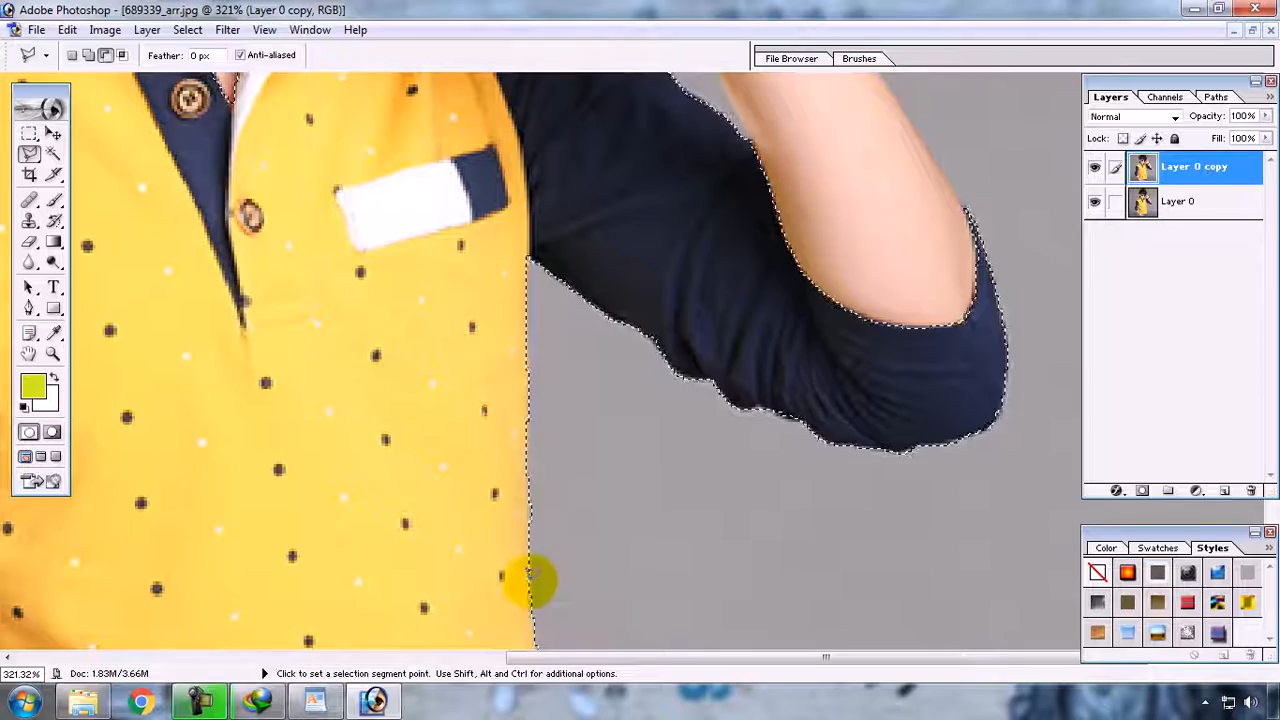 Adobe Photoshop - [689339_arr.jpg @ 321% (Layer 0 copy, RGB)]
File Edit Image Layer Select Filter View Window Help
Feather: 0 px Anti-aliased File Browser Brushes
Layers Channels Paths
Normal Opacity: 100%
Lock: Fill: 100%
Layer 0 copy
Layer 0
Color Swatches Styles
321.32% Doc: 1.83M/3.66M Click to set a selection segment point. Use Shift, Alt and Ctrl for additional options.